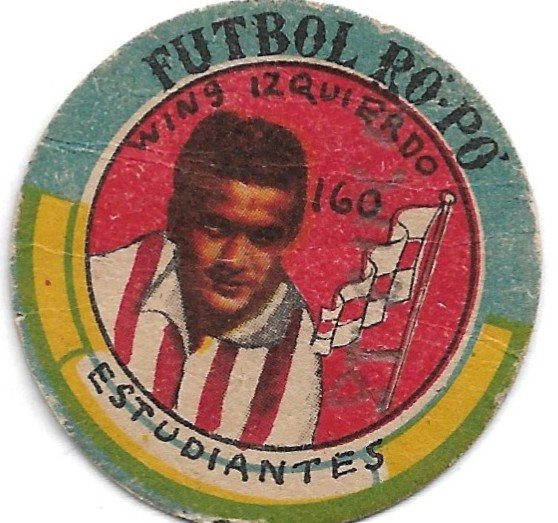 FUTBOL RO-PO
WING IZQUIERDO
160
ESTUDIANTES